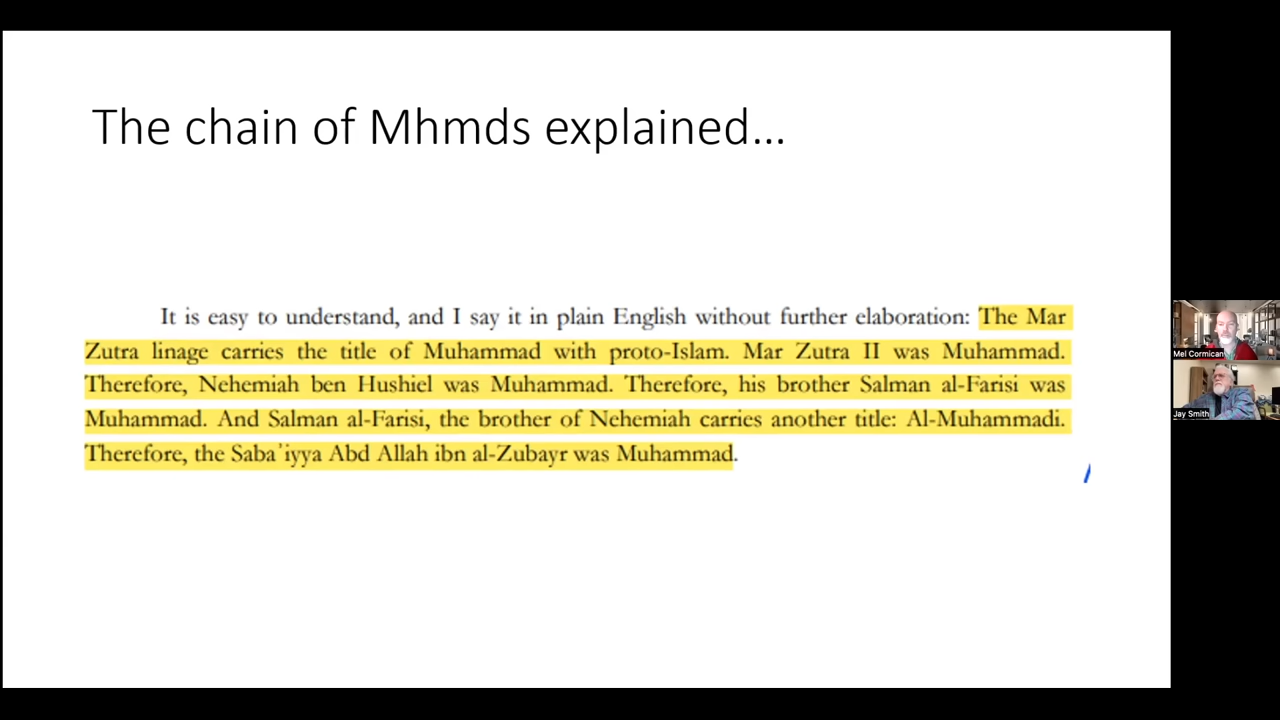 The chain of Mhmds explained...
It is easy to understand, and I say it in plain English without further elaboration: The Mar
Zutra linage carries the title of Muhammad with proto-Islam. Mar Zutra II was Muhammad.
Therefore, Nehemiah ben Hushiel was Muhammad. Therefore, his brother Salman al-Farisi was
Muhammad. And Salman al-Farisi, the brother of Nehemiah carries another title: Al-Muhammadi.
Therefore, the Sabaʾiyya Abd Allah ibn al-Zubayr was Muhammad.
Mel Cormican
Jay Smith